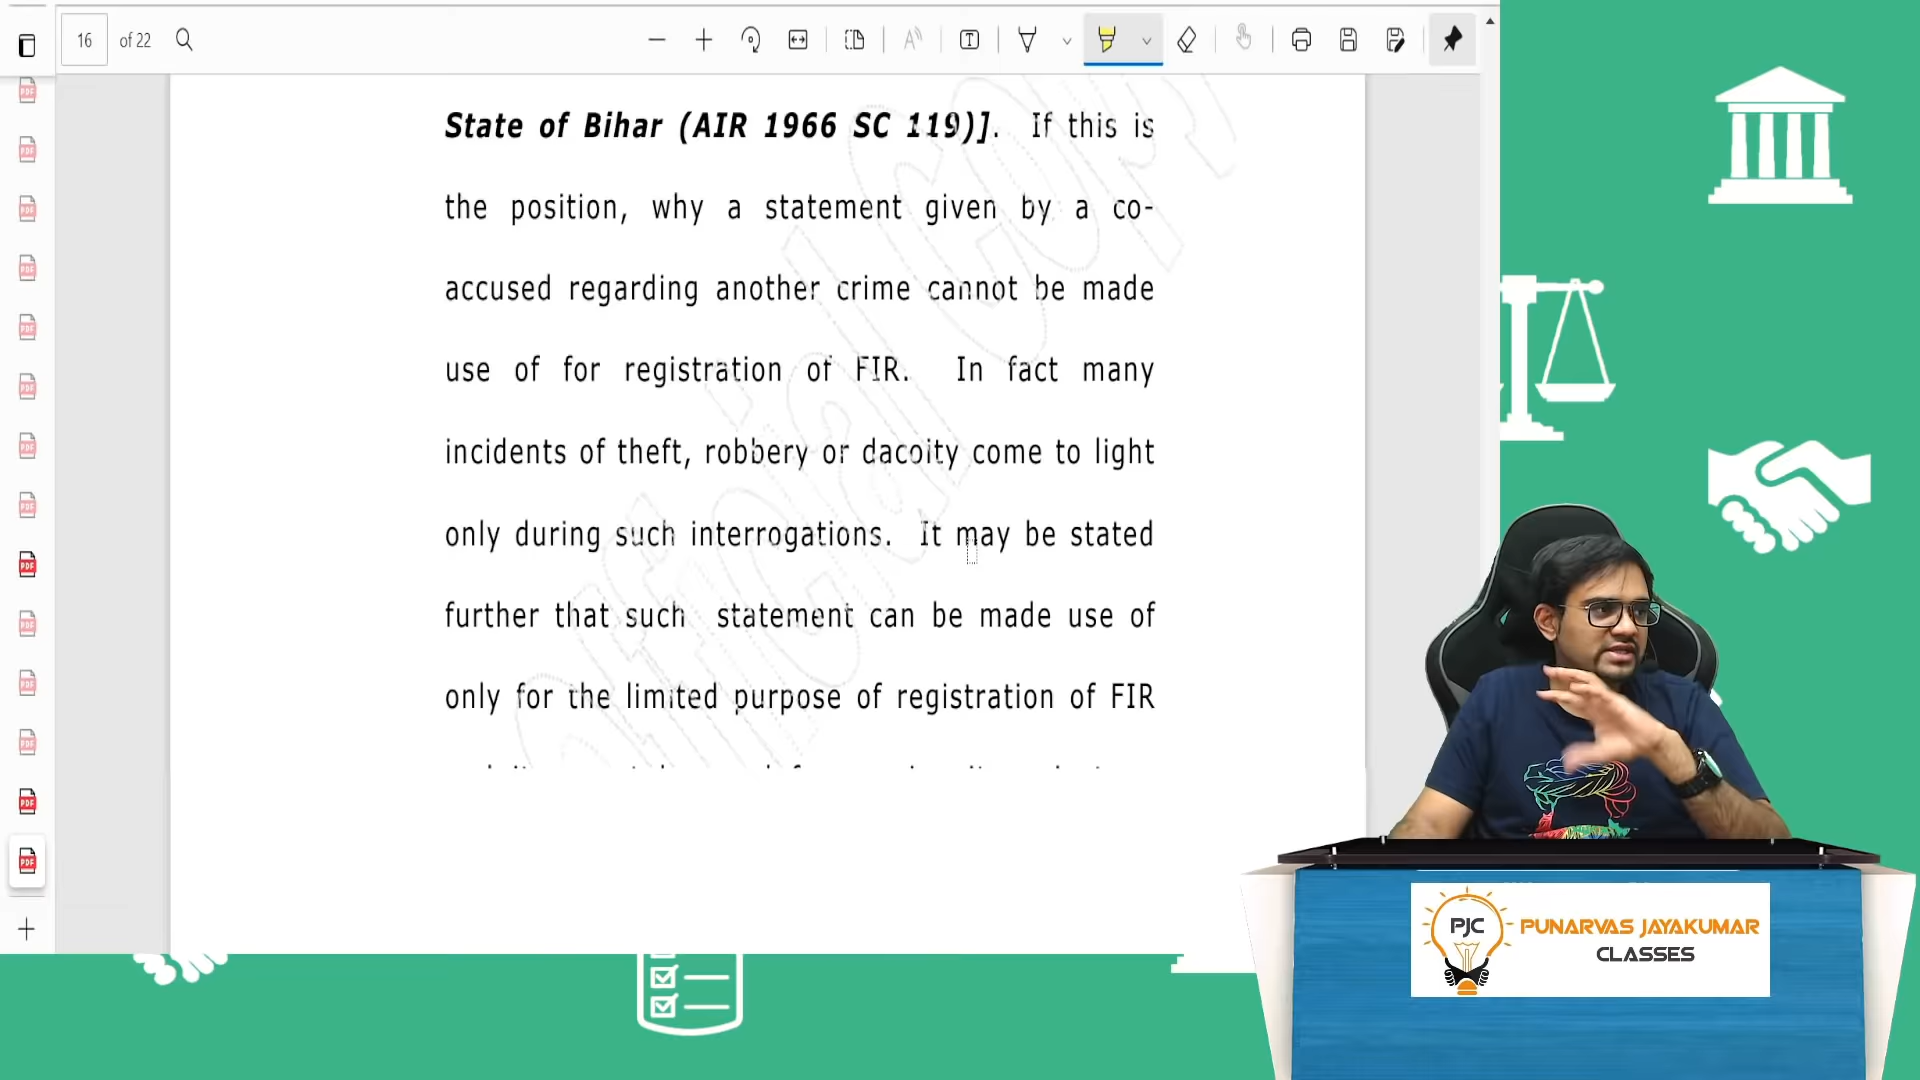 16 of 22
State of Bihar (AIR 1966 SC 119)]. If this is
the position, why a statement given by a co-
accused regarding another crime cannot be made
use of for registration of FIR. In fact many
incidents of theft, robbery or dacoity come to light
only during such interrogations. It may be stated
further that such statement can be made use of
only for the limited purpose of registration of FIR
PJC PUNARVAS JAYAKUMAR
CLASSES